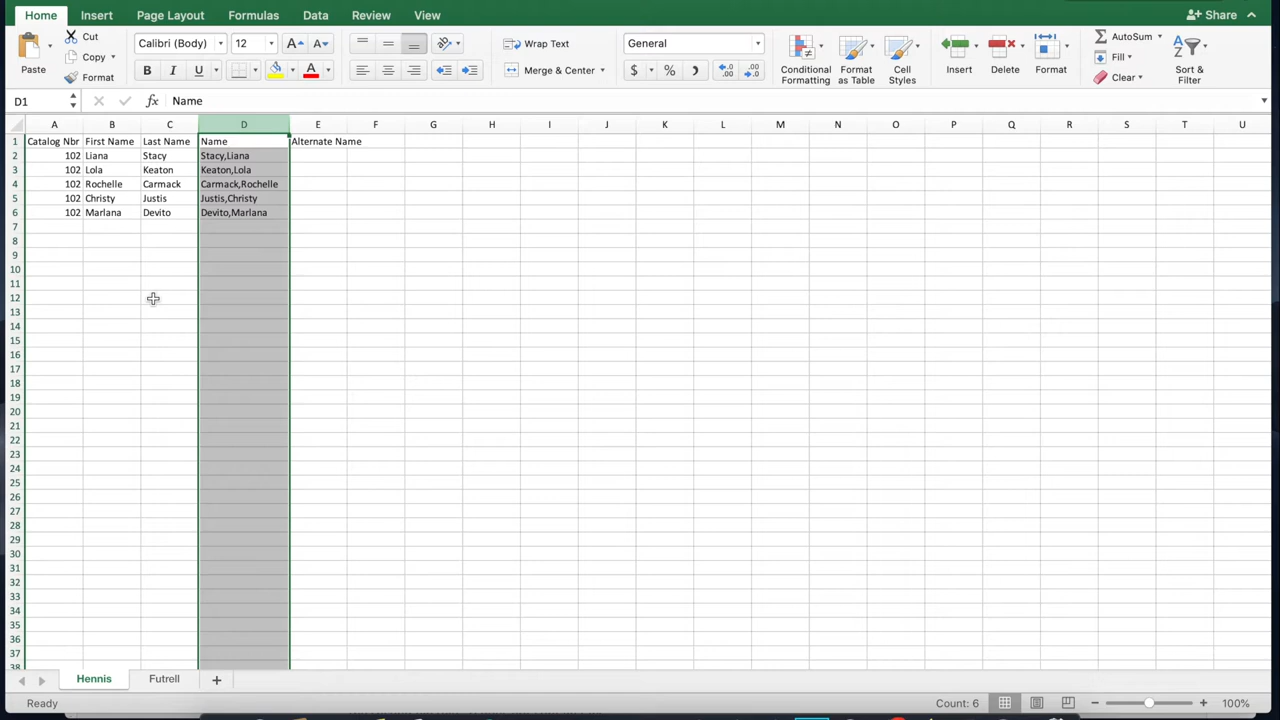 Home Insert Page Layout Formulas Data Review View Share
Cut Calibri (Body) 12 Wrap Text General AutoSum
Copy Fill
Paste Format Merge & Center Conditional Formatting Format as Table Cell Styles Insert Delete Format Clear Sort & Filter
D1 fx Name
A B C D E F G H I J K L M N O P Q R S T U
1 Catalog Nbr First Name Last Name Name Alternate Name
2 102 Liana Stacy Stacy,Liana
3 102 Lola Keaton Keaton,Lola
4 102 Rochelle Carmack Carmack,Rochelle
5 102 Christy Justis Justis,Christy
6 102 Marlana Devito Devito,Marlana
7
8
9
10
11
12
13
14
15
16
17
18
19
20
21
22
23
24
25
26
27
28
29
30
31
32
33
34
35
36
37
38
Hennis Futrell
Ready Count: 6 100%